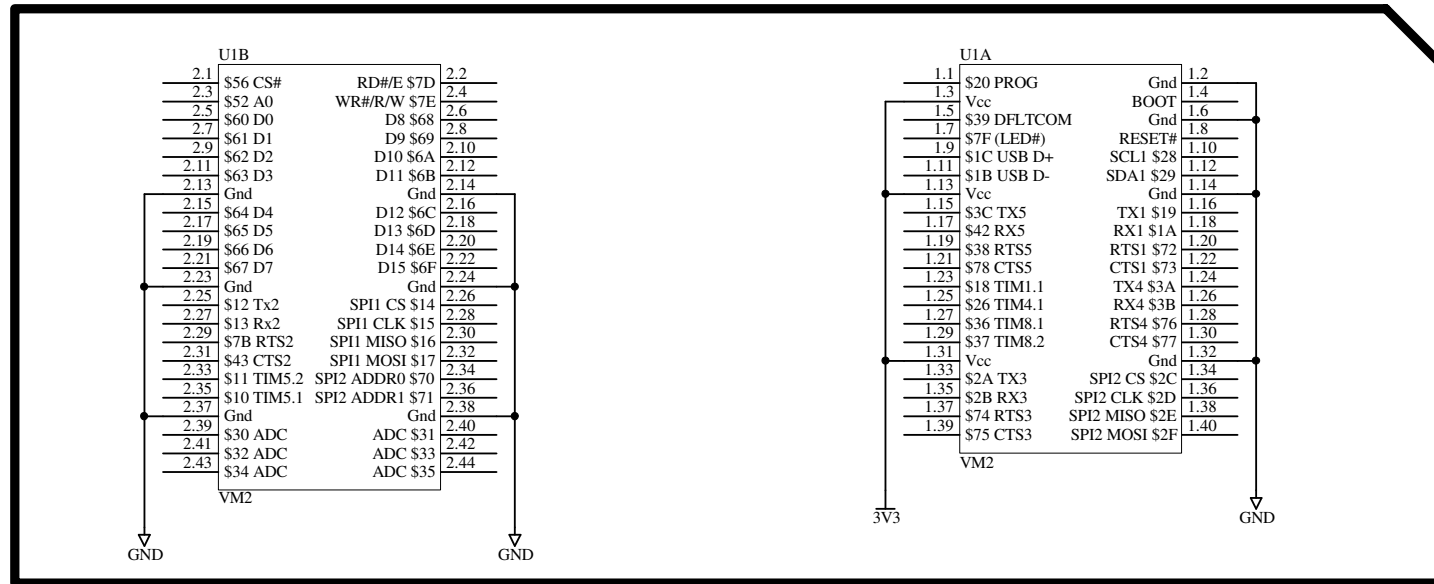 U1B
2.1 $56 CS# RD#/E $7D 2.2
2.3 $52 A0 WR#/R/W $7E 2.4
2.5 $60 D0 D8 $68 2.6
2.7 $61 D1 D9 $69 2.8
2.9 $62 D2 D10 $6A 2.10
2.11 $63 D3 D11 $6B 2.12
2.13 Gnd Gnd 2.14
2.15 $64 D4 D12 $6C 2.16
2.17 $65 D5 D13 $6D 2.18
2.19 $66 D6 D14 $6E 2.20
2.21 $67 D7 D15 $6F 2.22
2.23 Gnd Gnd 2.24
2.25 $12 Tx2 SPI1 CS $14 2.26
2.27 $13 Rx2 SPI1 CLK $15 2.28
2.29 $7B RTS2 SPI1 MISO $16 2.30
2.31 $43 CTS2 SPI1 MOSI $17 2.32
2.33 $11 TIM5.2 SPI2 ADDR0 $70 2.34
2.35 $10 TIM5.1 SPI2 ADDR1 $71 2.36
2.37 Gnd Gnd 2.38
2.39 $30 ADC ADC $31 2.40
2.41 $32 ADC ADC $33 2.42
2.43 $34 ADC ADC $35 2.44
VM2
GND GND
U1A
1.1 $20 PROG Gnd 1.2
1.3 Vcc BOOT 1.4
1.5 $39 DFLTCOM Gnd 1.6
1.7 $7F (LED#) RESET# 1.8
1.9 $1C USB D+ SCL1 $28 1.10
1.11 $1B USB D- SDA1 $29 1.12
1.13 Vcc Gnd 1.14
1.15 $3C TX5 TX1 $19 1.16
1.17 $42 RX5 RX1 $1A 1.18
1.19 $38 RTS5 RTS1 $72 1.20
1.21 $78 CTS5 CTS1 $73 1.22
1.23 $18 TIM1.1 TX4 $3A 1.24
1.25 $26 TIM4.1 RX4 $3B 1.26
1.27 $36 TIM8.1 RTS4 $76 1.28
1.29 $37 TIM8.2 CTS4 $77 1.30
1.31 Vcc Gnd 1.32
1.33 $2A TX3 SPI2 CS $2C 1.34
1.35 $2B RX3 SPI2 CLK $2D 1.36
1.37 $74 RTS3 SPI2 MISO $2E 1.38
1.39 $75 CTS3 SPI2 MOSI $2F 1.40
VM2
3V3 GND